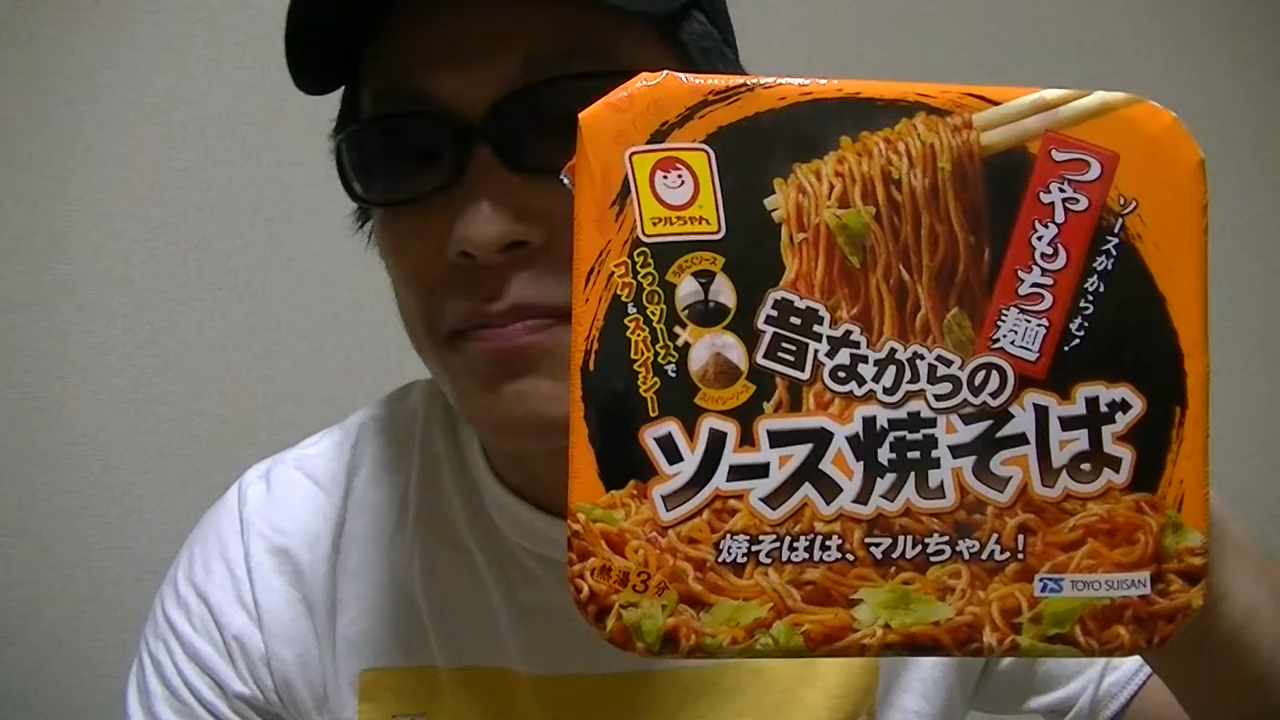 マルちゃん
つやもち麺
ソースがからむ!
2つのソースで
コク&スパイシー
うまこくソース
スパイシーソース
昔ながらの
ソース焼そば
焼そばは、マルちゃん!
熱湯3分
TS TOYO SUISAN